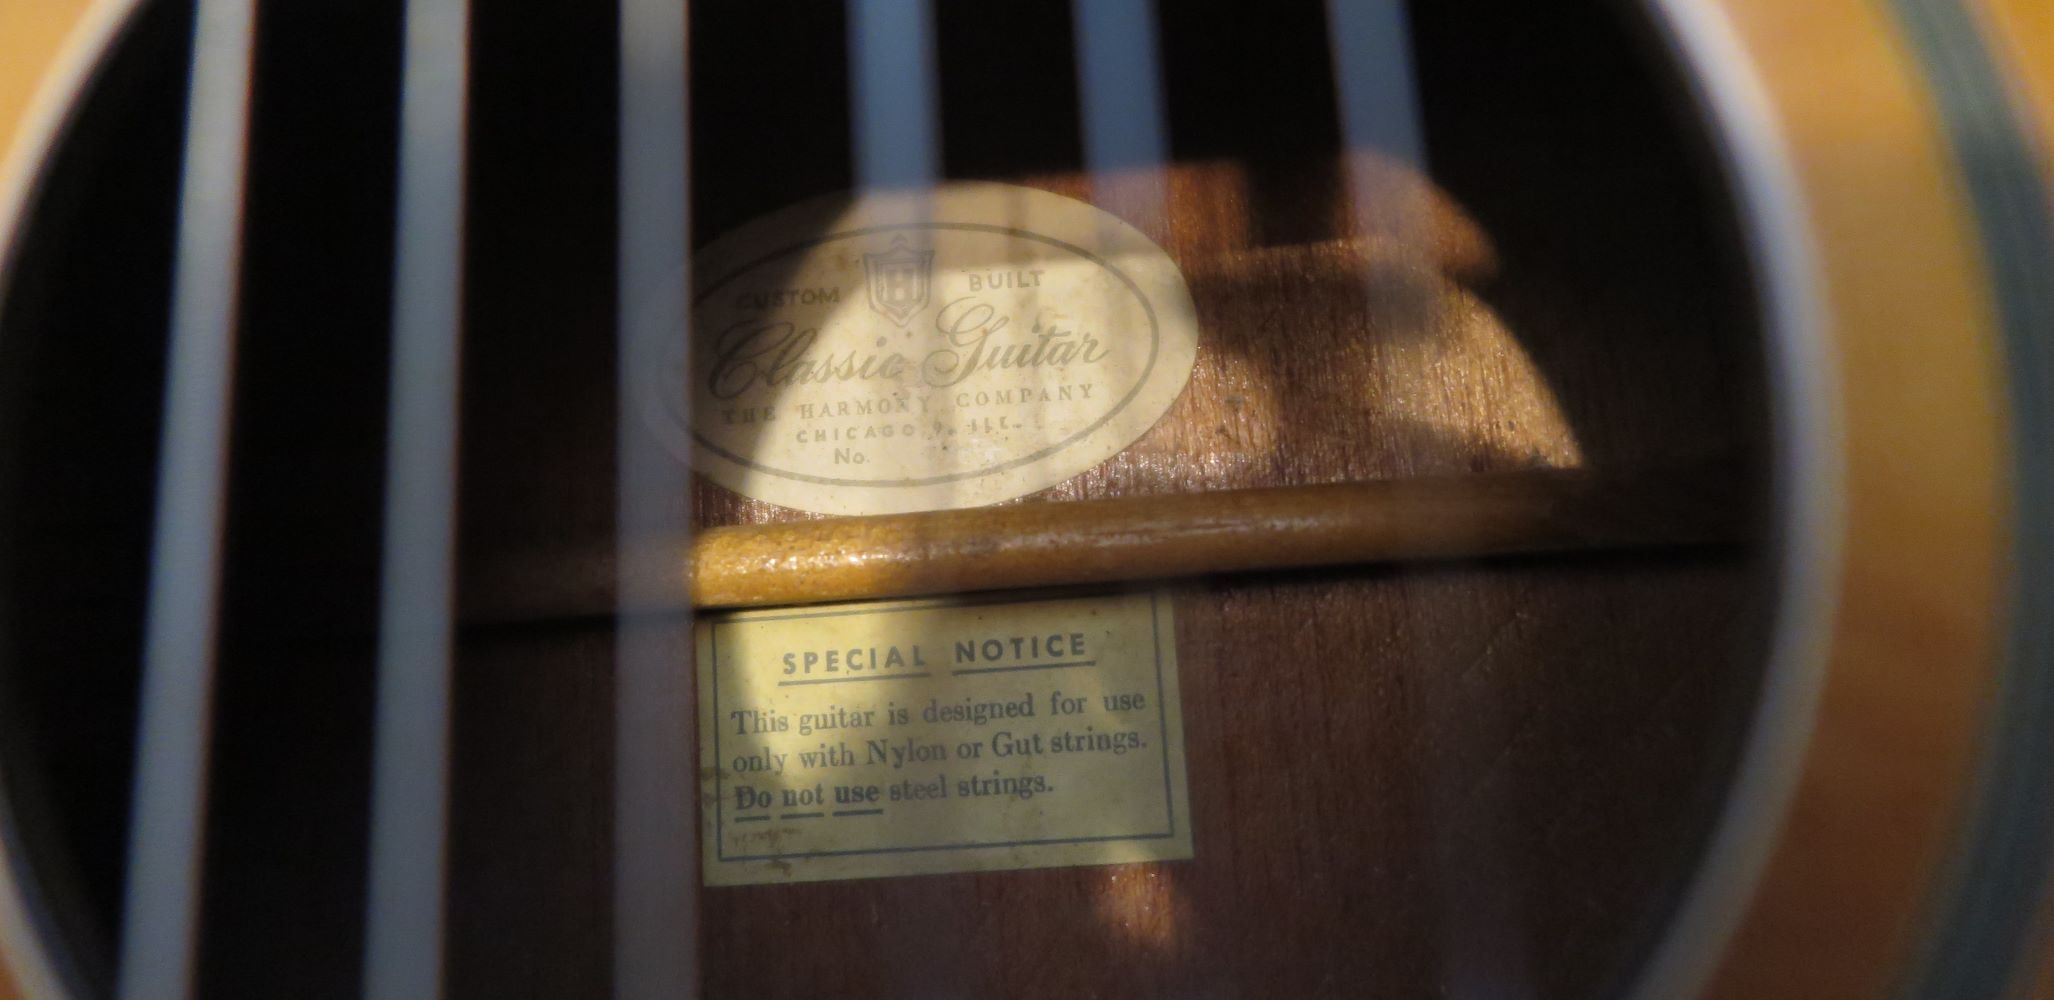 CUSTOM H BUILT
Classic Guitar
THE HARMONY COMPANY
CHICAGO 9, ILL.
No.
SPECIAL NOTICE
This guitar is designed for use
only with Nylon or Gut strings.
Do not use steel strings.